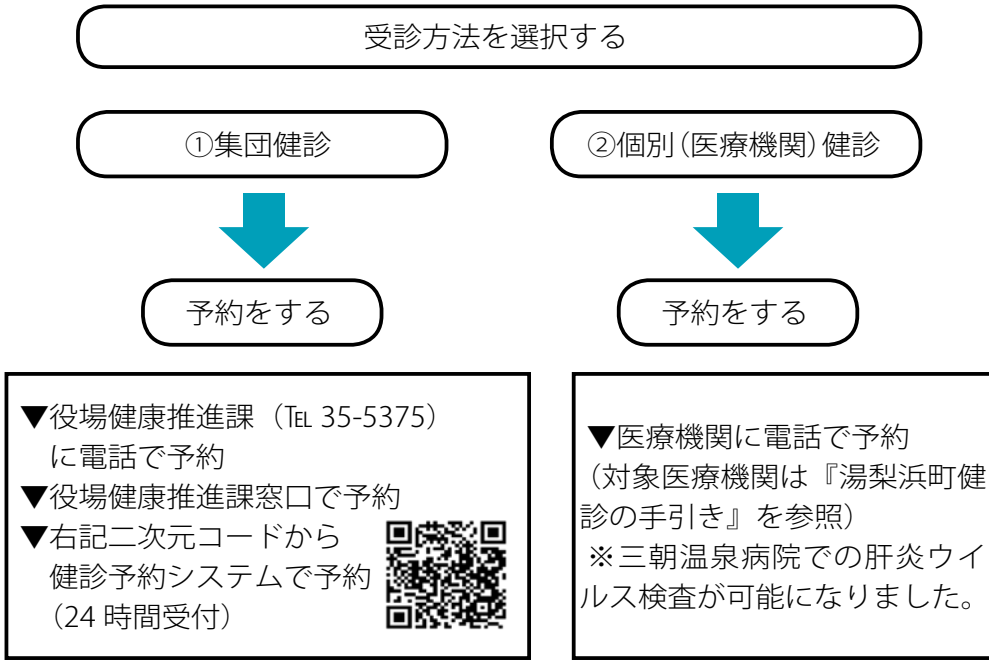 受診方法を選択する
①集団健診
②個別(医療機関)健診
予約をする
予約をする
▼役場健康推進課（℡ 35-5375）
に電話で予約
▼役場健康推進課窓口で予約
▼右記二次元コードから
健診予約システムで予約
（24 時間受付）
▼医療機関に電話で予約
（対象医療機関は『湯梨浜町健
診の手引き』を参照）
※三朝温泉病院での肝炎ウイ
ルス検査が可能になりました。